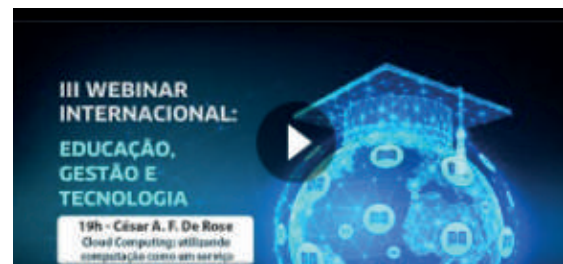 III WEBINAR
INTERNACIONAL:
EDUCAÇÃO,
GESTÃO E
TECNOLOGIA
19h - César A. F. De Rose
Cloud Computing: utilizando
computação como um serviço